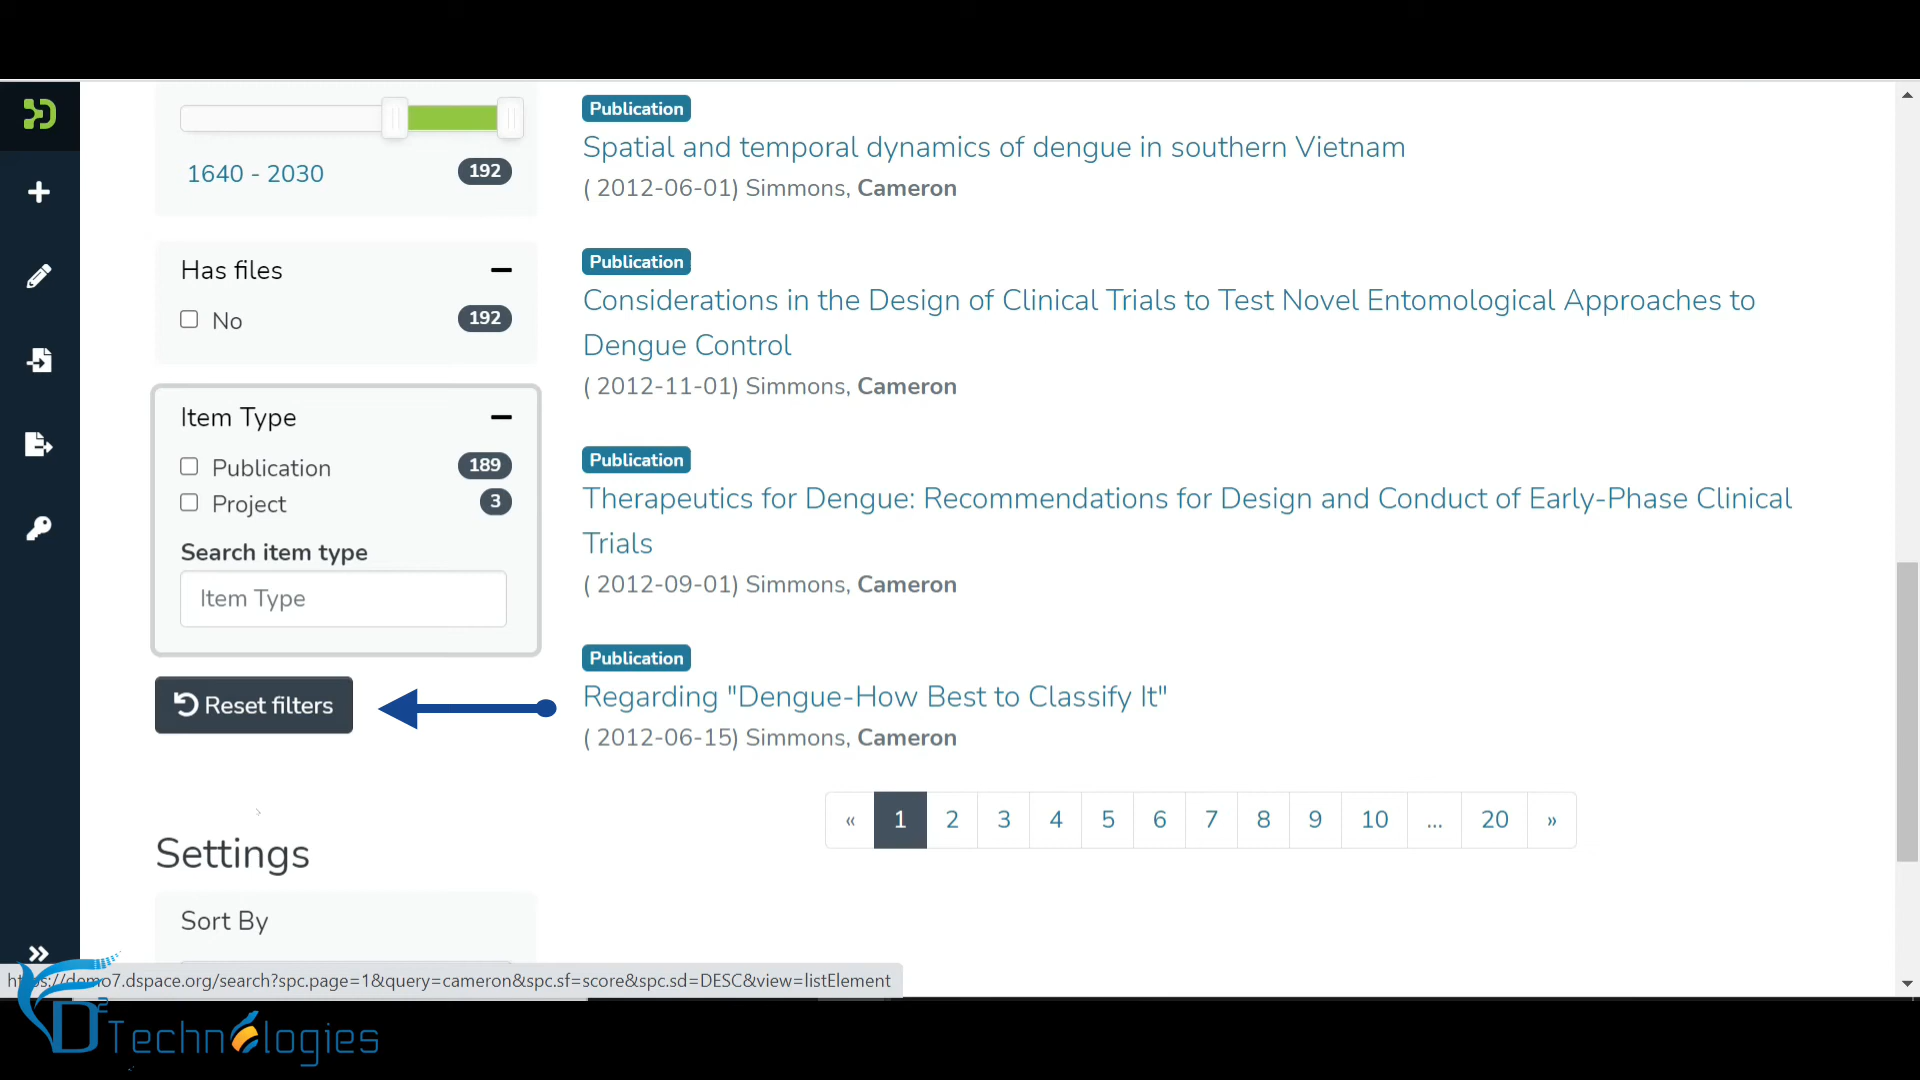 1640 - 2030 192
Has files
No 192
Item Type
Publication 189
Project 3
Search item type
Item Type
Reset filters
Settings
Sort By
Publication
Spatial and temporal dynamics of dengue in southern Vietnam
( 2012-06-01) Simmons, Cameron
Publication
Considerations in the Design of Clinical Trials to Test Novel Entomological Approaches to
Dengue Control
( 2012-11-01) Simmons, Cameron
Publication
Therapeutics for Dengue: Recommendations for Design and Conduct of Early-Phase Clinical
Trials
( 2012-09-01) Simmons, Cameron
Publication
Regarding "Dengue-How Best to Classify It"
( 2012-06-15) Simmons, Cameron
« 1 2 3 4 5 6 7 8 9 10 ... 20 »
https://demo7.dspace.org/search?spc.page=1&query=cameron&spc.sf=score&spc.sd=DESC&view=listElement
D2 Technologies